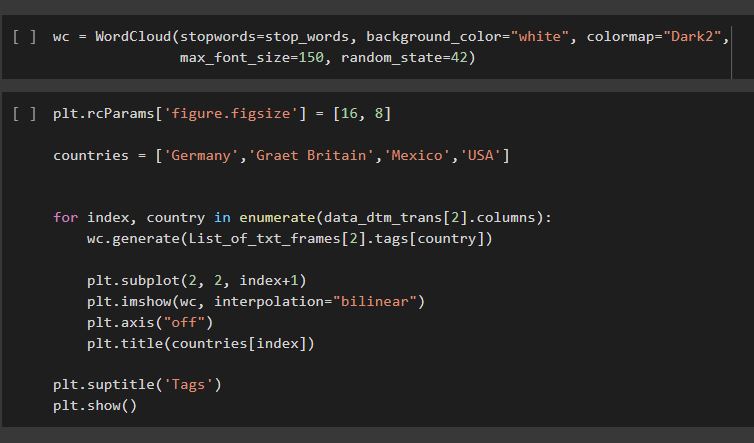 [ ] wc = WordCloud(stopwords=stop_words, background_color="white", colormap="Dark2",
               max_font_size=150, random_state=42)
[ ] plt.rcParams['figure.figsize'] = [16, 8]
countries = ['Germany','Graet Britain','Mexico','USA']
for index, country in enumerate(data_dtm_trans[2].columns):
    wc.generate(List_of_txt_frames[2].tags[country])
    plt.subplot(2, 2, index+1)
    plt.imshow(wc, interpolation="bilinear")
    plt.axis("off")
    plt.title(countries[index])
plt.suptitle('Tags')
plt.show()